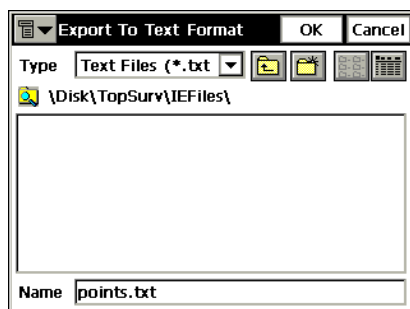 Export To Text Format OK Cancel
Type Text Files (*.txt
\Disk\TopSurv\IEFiles\
Name points.txt